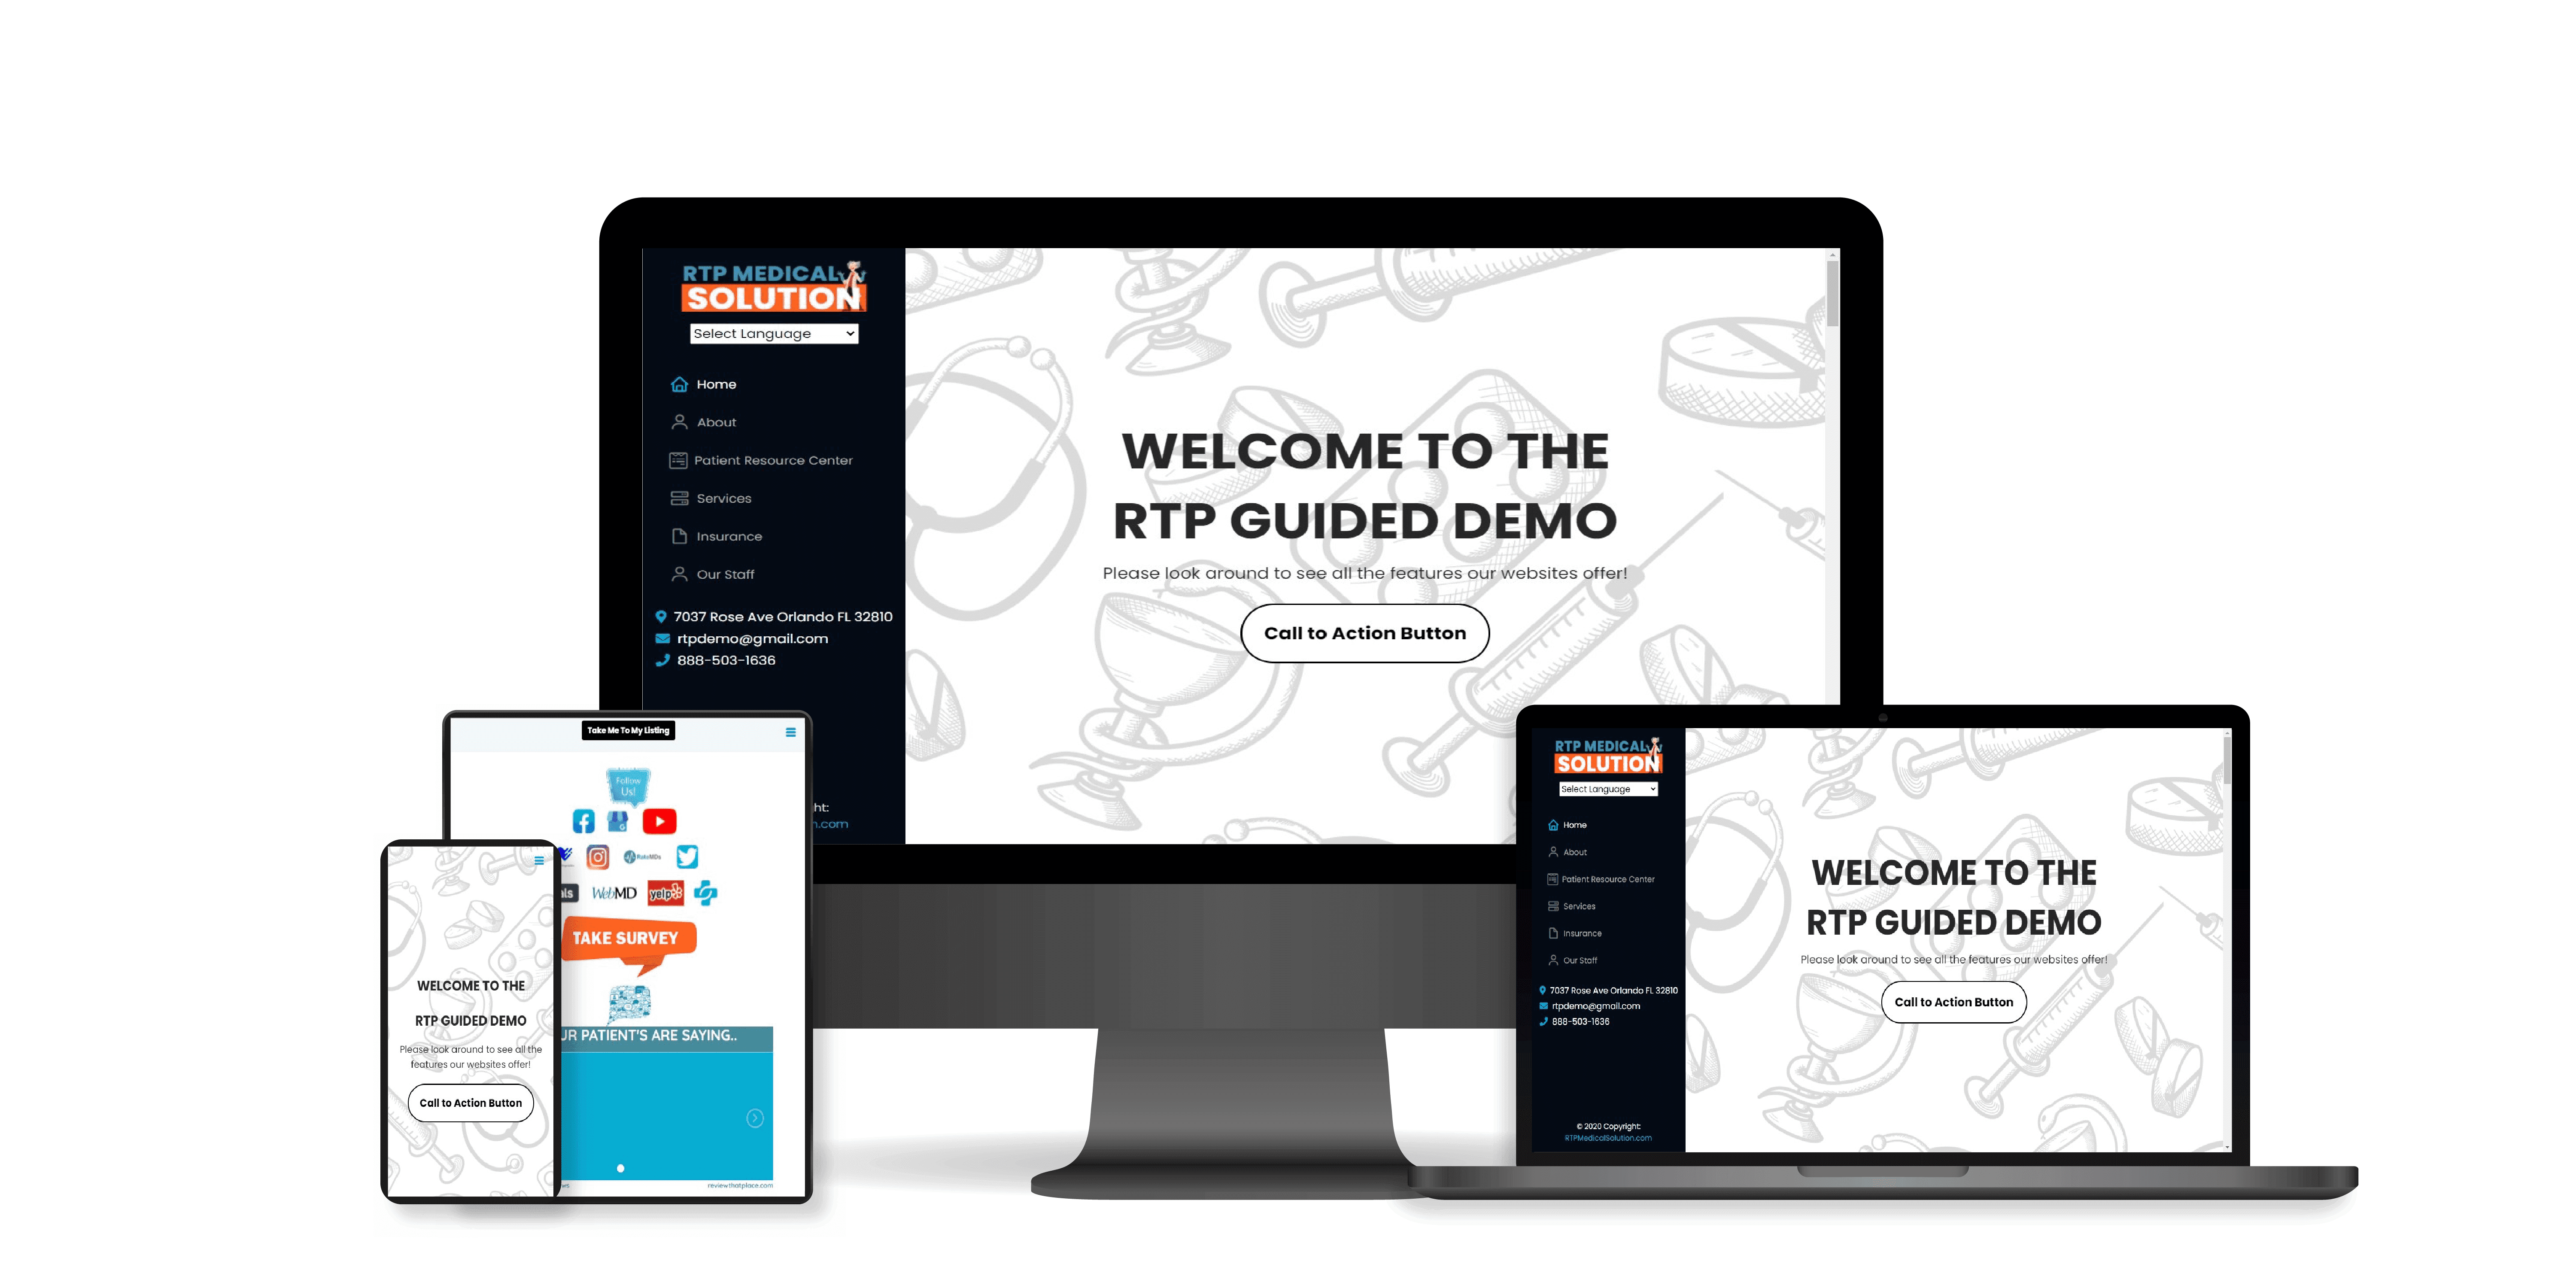 RTP MEDICAL
SOLUTION
Select Language
Home
About
Patient Resource Center
Services
Insurance
Our Staff
7037 Rose Ave Orlando FL 32810
rtpdemo@gmail.com
888-503-1636
ht:
n.com
WELCOME TO THE
RTP GUIDED DEMO
Please look around to see all the features our websites offer!
Call to Action Button
Take Me To My Listing
Follow
Us!
RateMDs
WebMD
yelp
TAKE SURVEY
UR PATIENT'S ARE SAYING..
reviewthatplace.com
WELCOME TO THE
RTP GUIDED DEMO
Please look around to see all the
features our websites offer!
Call to Action Button
RTP MEDICAL
SOLUTION
Select Language
Home
About
Patient Resource Center
Services
Insurance
Our Staff
7037 Rose Ave Orlando FL 32810
rtpdemo@gmail.com
888-503-1636
© 2020 Copyright:
RTPMedicalSolution.com
WELCOME TO THE
RTP GUIDED DEMO
Please look around to see all the features our websites offer!
Call to Action Button